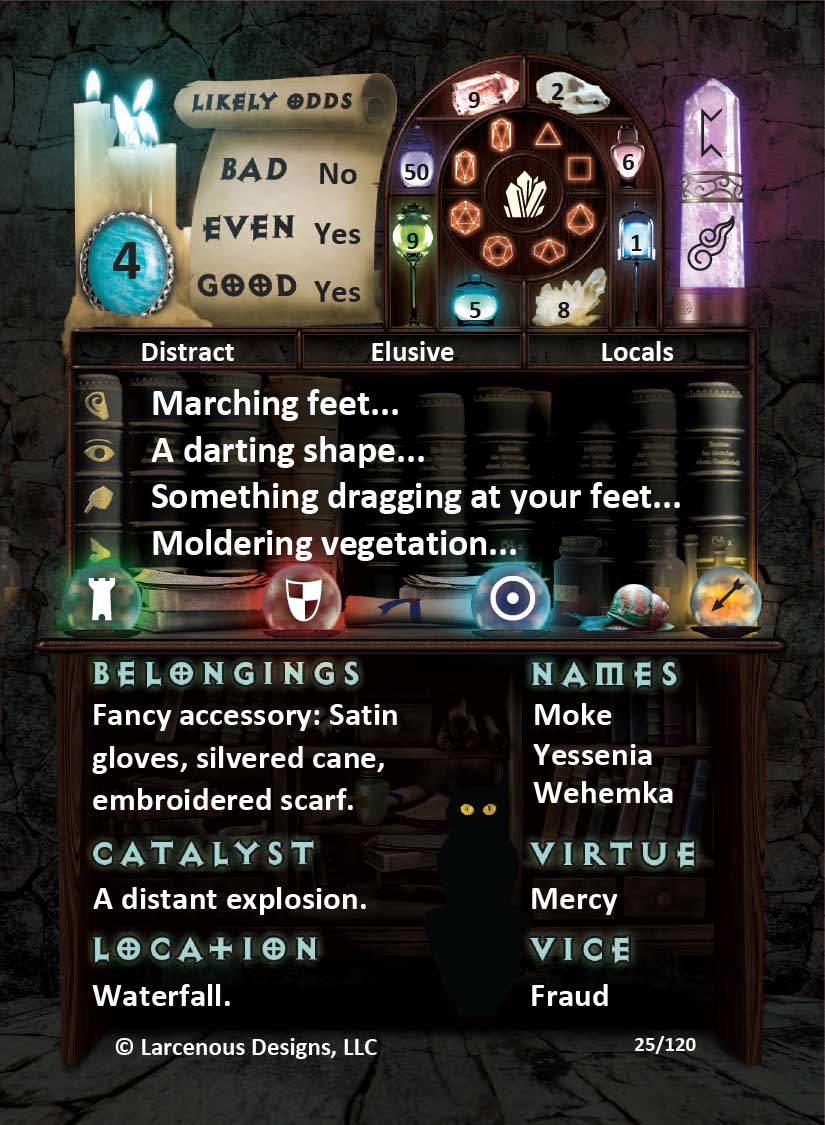 LIKELY ODDS
BAD No
EVEN Yes
GOOD Yes
4
9
2
50
6
9
1
5
8
Distract Elusive Locals
Marching feet...
A darting shape...
Something dragging at your feet...
Moldering vegetation...
BELONGINGS
Fancy accessory: Satin
gloves, silvered cane,
embroidered scarf.
NAMES
Moke
Yessenia
Wehemka
CATALYST
A distant explosion.
VIRTUE
Mercy
LOCATION
Waterfall.
VICE
Fraud
© Larcenous Designs, LLC
25/120